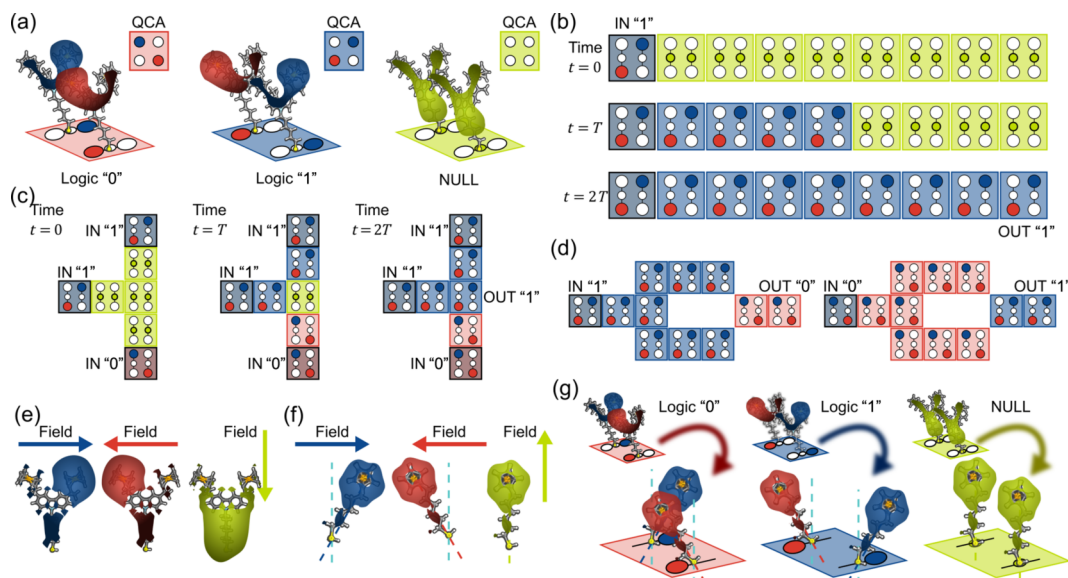 (a)
QCA
QCA
QCA
Logic “0”
Logic “1”
NULL
(b)
IN “1”
Time
t=0
t=T
t=2T
OUT “1”
(c)
Time
t = 0
IN “1”
IN “1”
IN “0”
Time
t = T
IN “1”
IN “1”
IN “0”
Time
t = 2T
IN “1”
IN “1”
OUT “1”
IN “0”
(d)
IN “1”
OUT “0”
IN “0”
OUT “1”
(e)
Field
Field
Field
(f)
Field
Field
Field
(g)
Logic “0”
Logic “1”
NULL